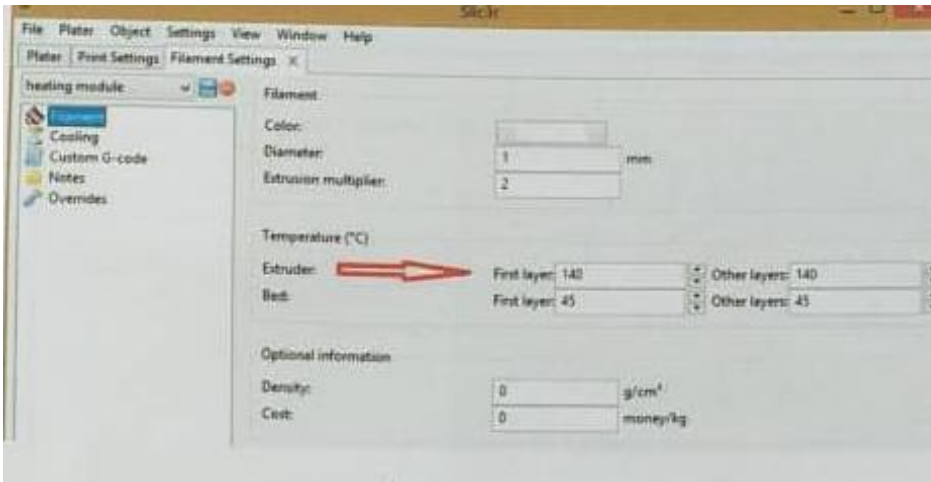 Slic3r
File Plater Object Settings View Window Help
Plater Print Settings Filament Settings
heating module
Filament
Cooling
Custom G-code
Notes
Overrides
Filament
Color:
Diameter: 1 mm
Extrusion multiplier: 2
Temperature (°C)
Extruder: First layer: 140 Other layers: 140
Bed: First layer: 45 Other layers: 45
Optional information
Density: 0 g/cm³
Cost: 0 money/kg